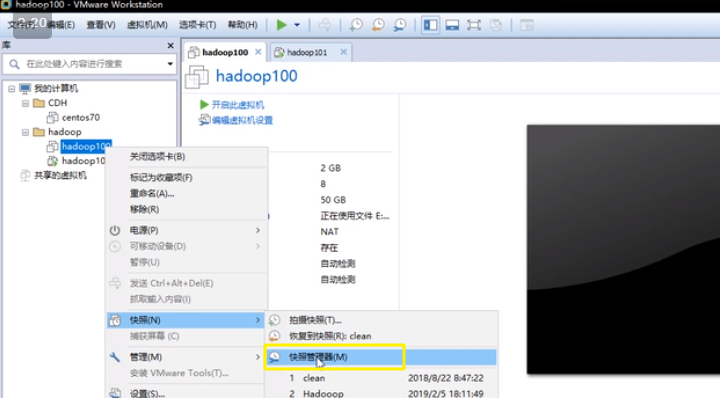 hadoop100 - VMware Workstation
2:20
编辑(E) 查看(V) 虚拟机(M) 选项卡(T) 帮助(H)
库
在此处键入内容进行搜索
hadoop100
hadoop101
我的计算机
CDH
centos70
hadoop
hadoop100
hadoop10
共享的虚拟机
hadoop100
开启此虚拟机
编辑虚拟机设置
2 GB
8
50 GB
正在使用文件 E:...
NAT
存在
自动检测
自动检测
关闭选项卡(B)
标记为收藏项(F)
重命名(A)...
移除(R)
电源(P)
可移动设备(D)
暂停(U)
发送 Ctrl+Alt+Del(E)
抓取输入内容(I)
快照(N)
捕获屏幕 (C)
管理(M)
安装 VMware Tools(T)...
设置(S)...
拍摄快照(T)...
恢复到快照(R): clean
快照管理器(M)
1 clean 2018/8/22 8:47:22
2 Hadooop 2019/2/5 18:11:49